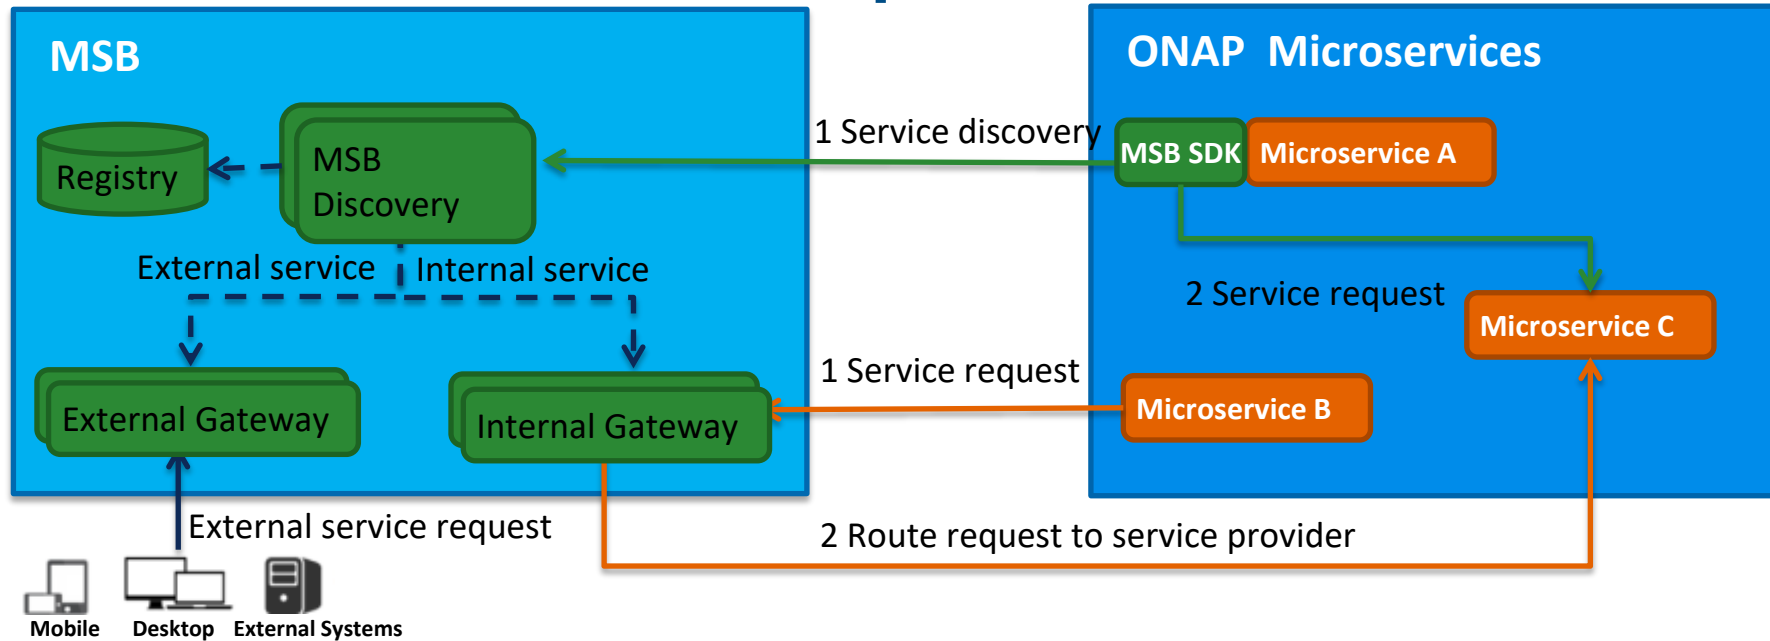 MSB
ONAP Microservices
1 Service discovery
MSB SDK
Microservice A
Registry
MSB
Discovery
External service
Internal service
2 Service request
Microservice C
1 Service request
Microservice B
External Gateway
Internal Gateway
External service request
2 Route request to service provider
Mobile
Desktop
External Systems